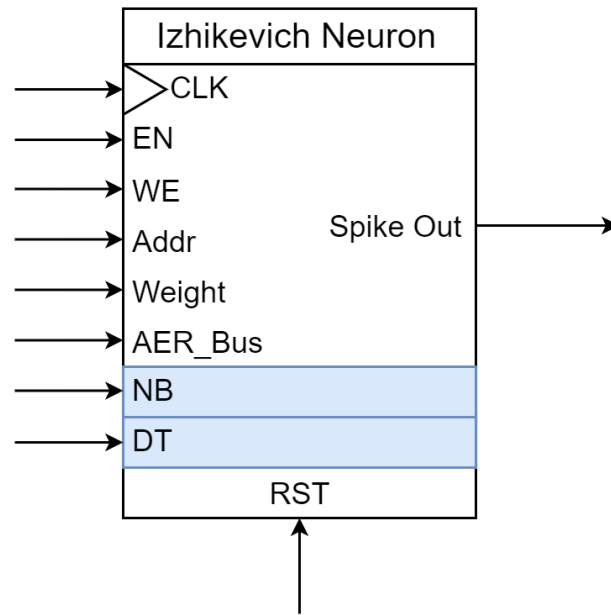 Izhikevich Neuron
CLK
EN
WE
Addr
Spike Out
Weight
AER_Bus
NB
DT
RST